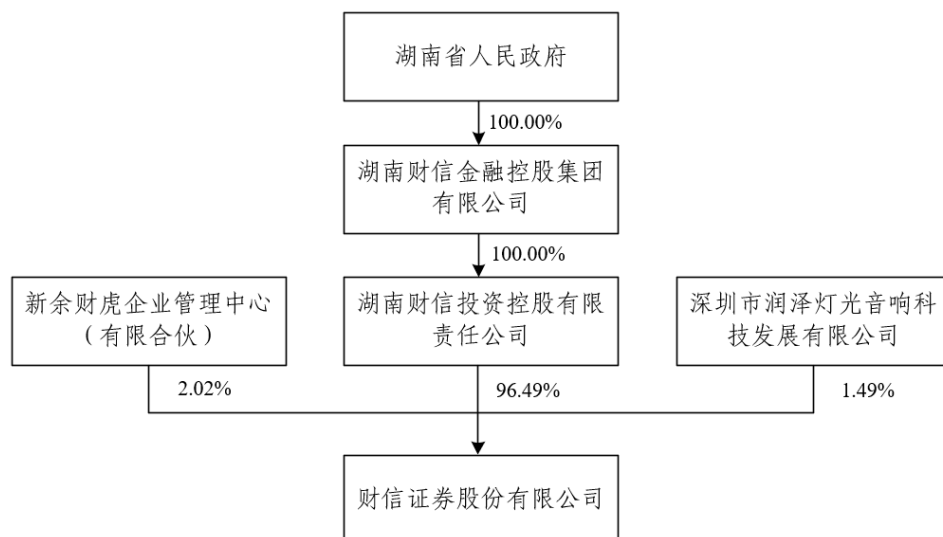 湖南省人民政府
100.00%
湖南财信金融控股集团
有限公司
100.00%
新余财虎企业管理中心
（有限合伙）
湖南财信投资控股有限
责任公司
深圳市润泽灯光音响科
技发展有限公司
2.02%
96.49%
1.49%
财信证券股份有限公司